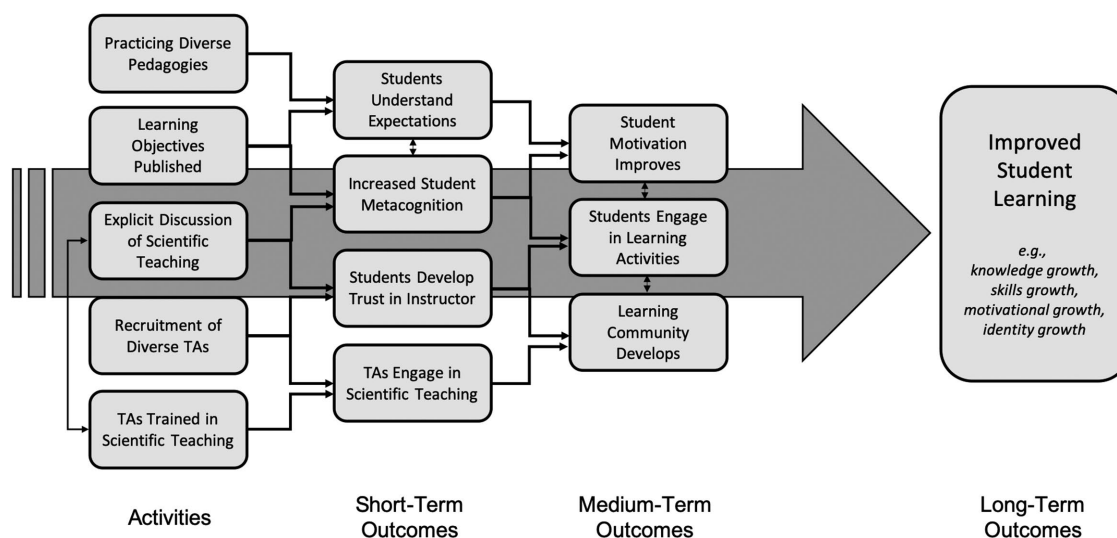 Practicing Diverse
Pedagogies
Learning
Objectives
Published
Explicit Discussion
of Scientific
Teaching
Recruitment of
Diverse TAs
TAs Trained in
Scientific Teaching
Students
Understand
Expectations
Increased Student
Metacognition
Students Develop
Trust in Instructor
TAs Engage in
Scientific Teaching
Student
Motivation
Improves
Students Engage
in Learning
Activities
Learning
Community
Develops
Improved
Student
Learning
e.g.,
knowledge growth,
skills growth,
motivational growth,
identity growth
Activities
Short-Term
Outcomes
Medium-Term
Outcomes
Long-Term
Outcomes